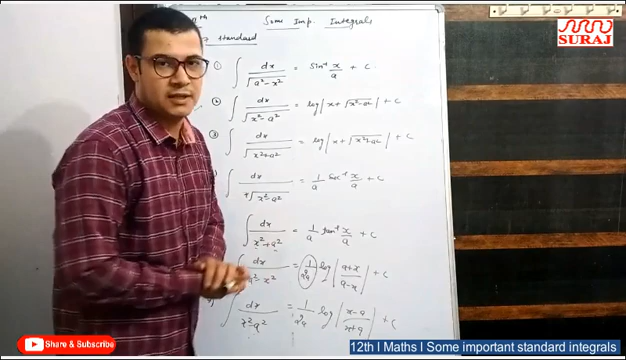 Some Imp. Integrals
7 standard
SURAJ
① ∫ dx/√(a²-x²) = sin⁻¹ x/a + C
② ∫ dx/√(x²-a²) = log|x+√(x²-a²)| + C
③ ∫ dx/√(x²+a²) = log|x+√(x²+a²)| + C
∫ dx/x√(x²-a²) = 1/a sec⁻¹ x/a + C
∫ dx/x²+a² = 1/a tan⁻¹ x/a + C
∫ dx/a²-x² = 1/2a log|a+x/a-x| + C
∫ dx/x²-a² = 1/2a log|x-a/x+a| + C
Like Share & Subscribe
12th I Maths I Some important standard integrals